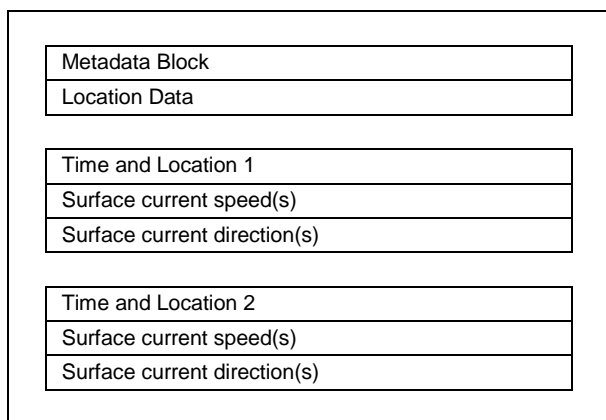 Metadata Block
Location Data
Time and Location 1
Surface current speed(s)
Surface current direction(s)
Time and Location 2
Surface current speed(s)
Surface current direction(s)